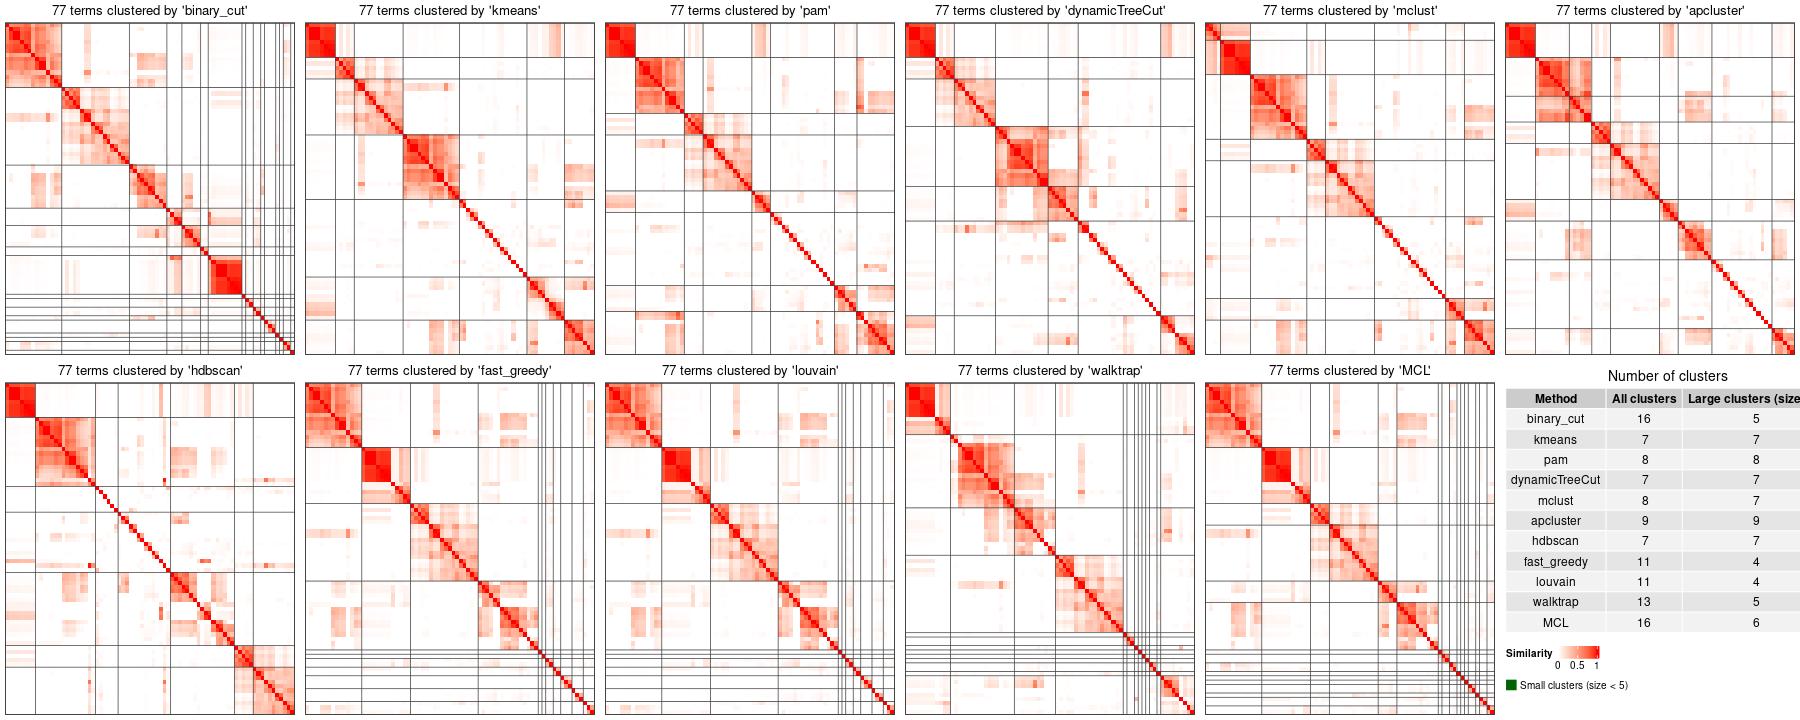 77 terms clustered by 'binary_cut'
77 terms clustered by 'kmeans'
77 terms clustered by 'pam'
77 terms clustered by 'dynamicTreeCut'
77 terms clustered by 'mclust'
77 terms clustered by 'apcluster'
77 terms clustered by 'hdbscan'
77 terms clustered by 'fast_greedy'
77 terms clustered by 'louvain'
77 terms clustered by 'walktrap'
77 terms clustered by 'MCL'
Number of clusters
Method All clusters Large clusters (size
binary_cut 16 5
kmeans 7 7
pam 8 8
dynamicTreeCut 7 7
mclust 8 7
apcluster 9 9
hdbscan 7 7
fast_greedy 11 4
louvain 11 4
walktrap 13 5
MCL 16 6
Similarity
0 0.5 1
Small clusters (size < 5)